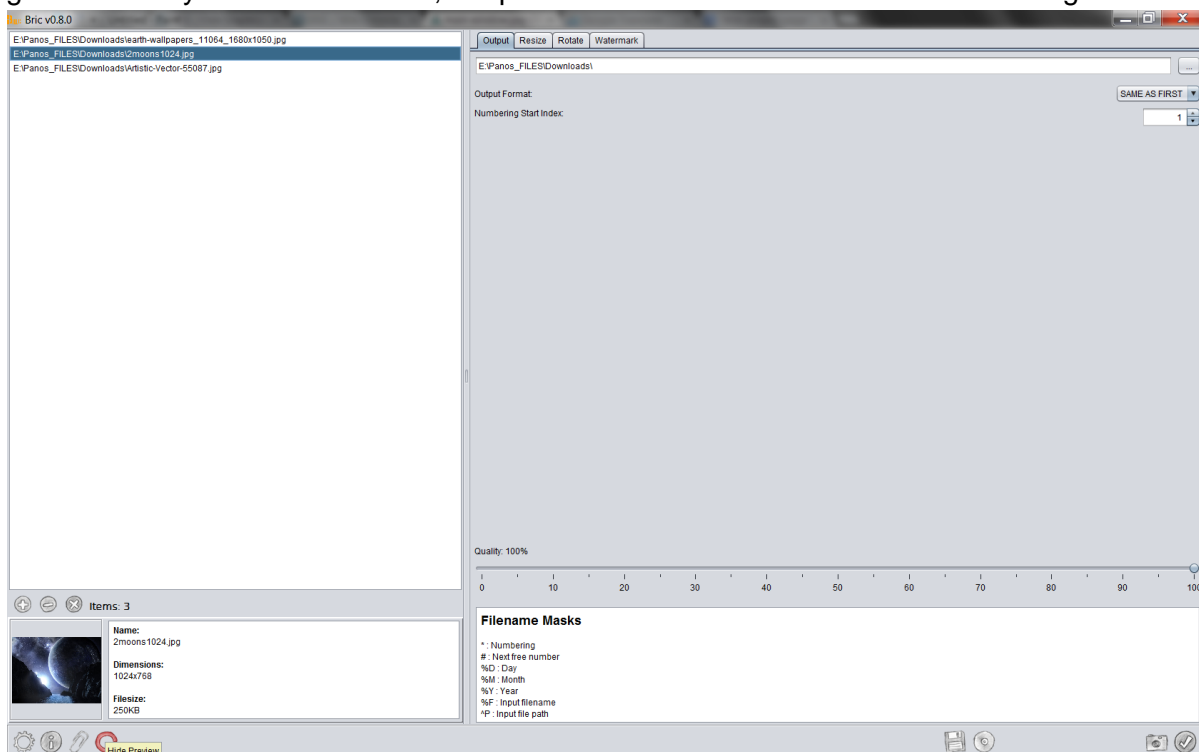 Bric v0.8.0
E:\Panos_FILES\Downloads\earth-wallpapers_11064_1680x1050.jpg
E:\Panos_FILES\Downloads\2moons1024.jpg
E:\Panos_FILES\Downloads\Artistic-Vector-55087.jpg
Items: 3
Name:
2moons1024.jpg
Dimensions:
1024x768
Filesize:
250KB
Hide Preview
Output Resize Rotate Watermark
E:\Panos_FILES\Downloads\
...
Output Format: SAME AS FIRST
Numbering Start Index: 1
Quality: 100%
0 10 20 30 40 50 60 70 80 90 100
Filename Masks
* : Numbering
# : Next free number
%D : Day
%M : Month
%Y : Year
%F : Input filename
^P : Input file path